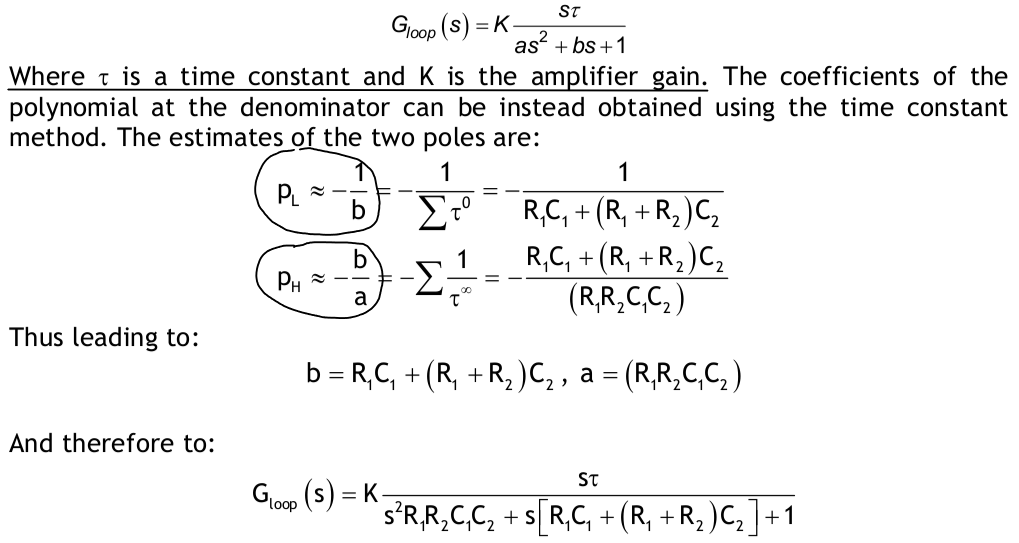 G_loop (s) = K sτ / (as² + bs + 1)
Where τ is a time constant and K is the amplifier gain. The coefficients of the
polynomial at the denominator can be instead obtained using the time constant
method. The estimates of the two poles are:
p_L ≈ − 1/b = − 1/(∑ τ⁰) = − 1/(R₁C₁ + (R₁ + R₂)C₂)
p_H ≈ − b/a = − ∑ 1/τ^∞ = − (R₁C₁ + (R₁ + R₂)C₂)/(R₁R₂C₁C₂)
Thus leading to:
b = R₁C₁ + (R₁ + R₂)C₂ , a = (R₁R₂C₁C₂)
And therefore to:
G_loop (s) = K sτ / (s²R₁R₂C₁C₂ + s[R₁C₁ + (R₁ + R₂)C₂] + 1)